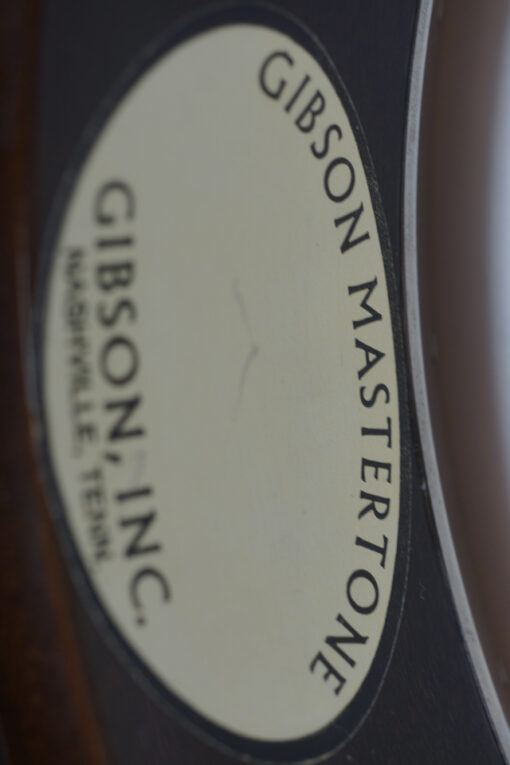 GIBSON MASTERTONE
GIBSON, INC.
NASHVILLE, TENN.